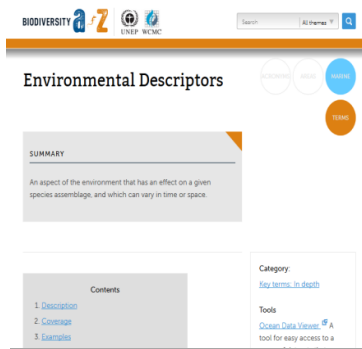 BIODIVERSITY a z
UNEP WCMC
Search
All themes
Environmental Descriptors
AREAS
MARINE
TERMS
SUMMARY
An aspect of the environment that has an effect on a given
species assemblage, and which can vary in time or space.
Contents
1. Description
2. Coverage
3. Examples
Category:
Key terms: In depth
Tools
Ocean Data Viewer A
tool for easy access to a